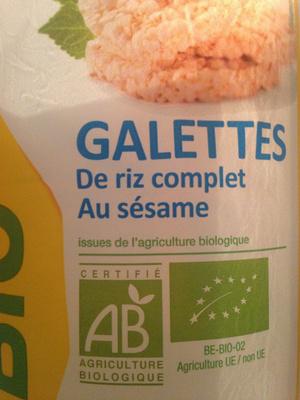 GALETTES
De riz complet
Au sésame
issues de l'agriculture biologique
CERTIFIÉ
AB
AGRICULTURE
BIOLOGIQUE
BE-BIO-02
Agriculture UE / non UE
BIO